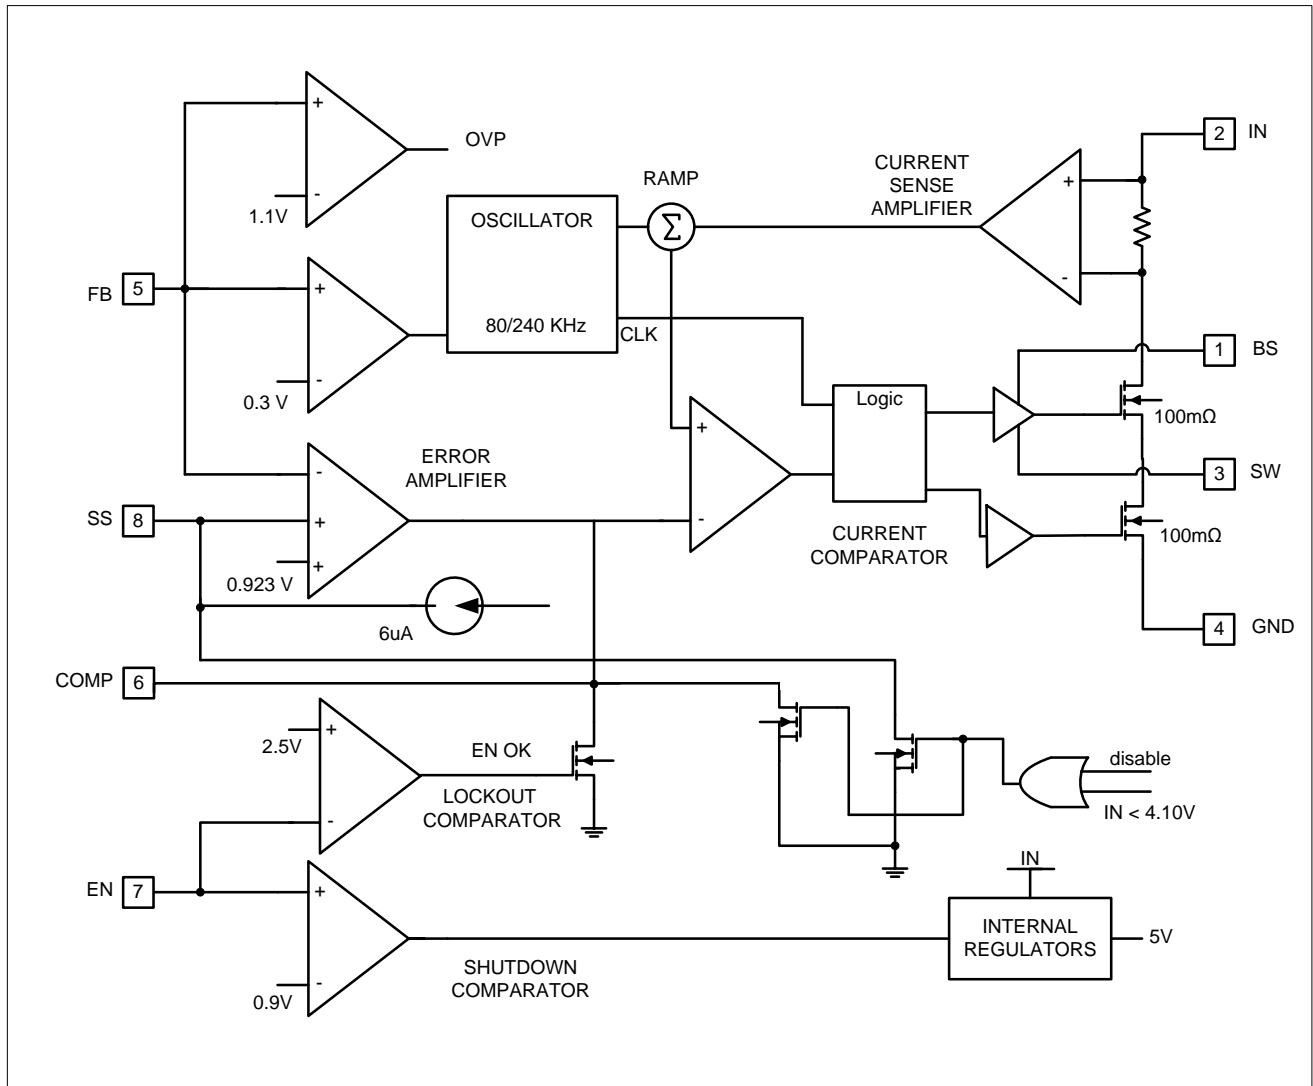 +
OVP
-
1.1V
2
IN
CURRENT
SENSE
AMPLIFIER
+
-
RAMP
Σ
OSCILLATOR
80/240 KHz
CLK
FB
5
+
-
0.3 V
1
BS
Logic
100mΩ
+
-
ERROR
AMPLIFIER
-
+
+
0.923 V
SS
8
3
SW
CURRENT
COMPARATOR
100mΩ
6uA
4
GND
COMP
6
+
2.5V
-
EN OK
LOCKOUT
COMPARATOR
disable
IN < 4.10V
EN
7
+
-
0.9V
SHUTDOWN
COMPARATOR
IN
INTERNAL
REGULATORS
5V